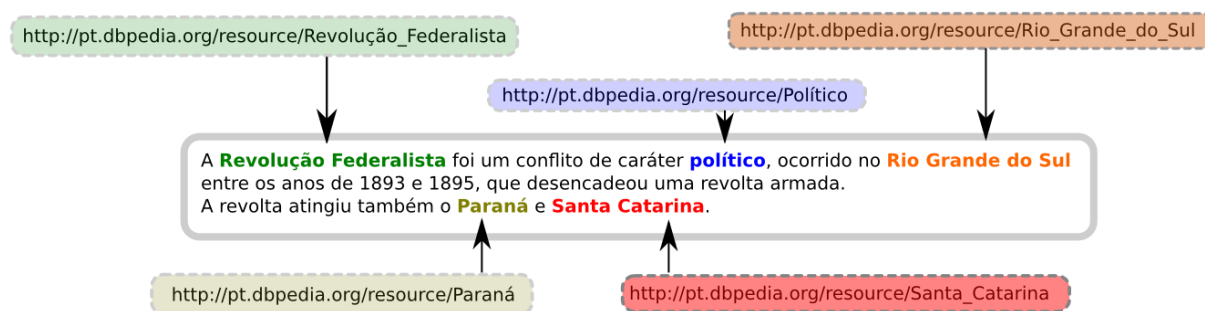 http://pt.dbpedia.org/resource/Revolução_Federalista
http://pt.dbpedia.org/resource/Rio_Grande_do_Sul
http://pt.dbpedia.org/resource/Político
A Revolução Federalista foi um conflito de caráter político, ocorrido no Rio Grande do Sul
entre os anos de 1893 e 1895, que desencadeou uma revolta armada.
A revolta atingiu também o Paraná e Santa Catarina.
http://pt.dbpedia.org/resource/Paraná
http://pt.dbpedia.org/resource/Santa_Catarina